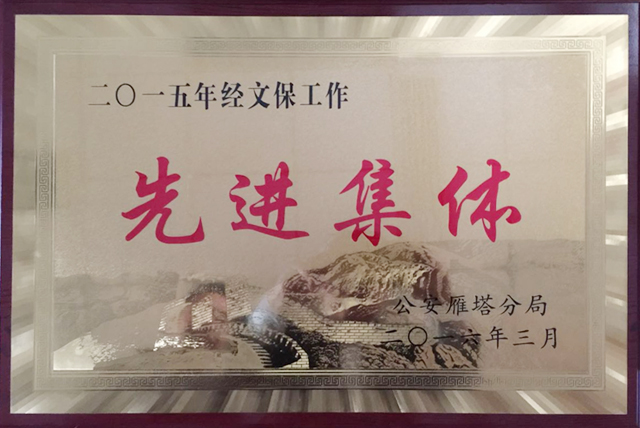 二〇一五年经文保工作
先进集体
公安雁塔分局
二〇一六年三月